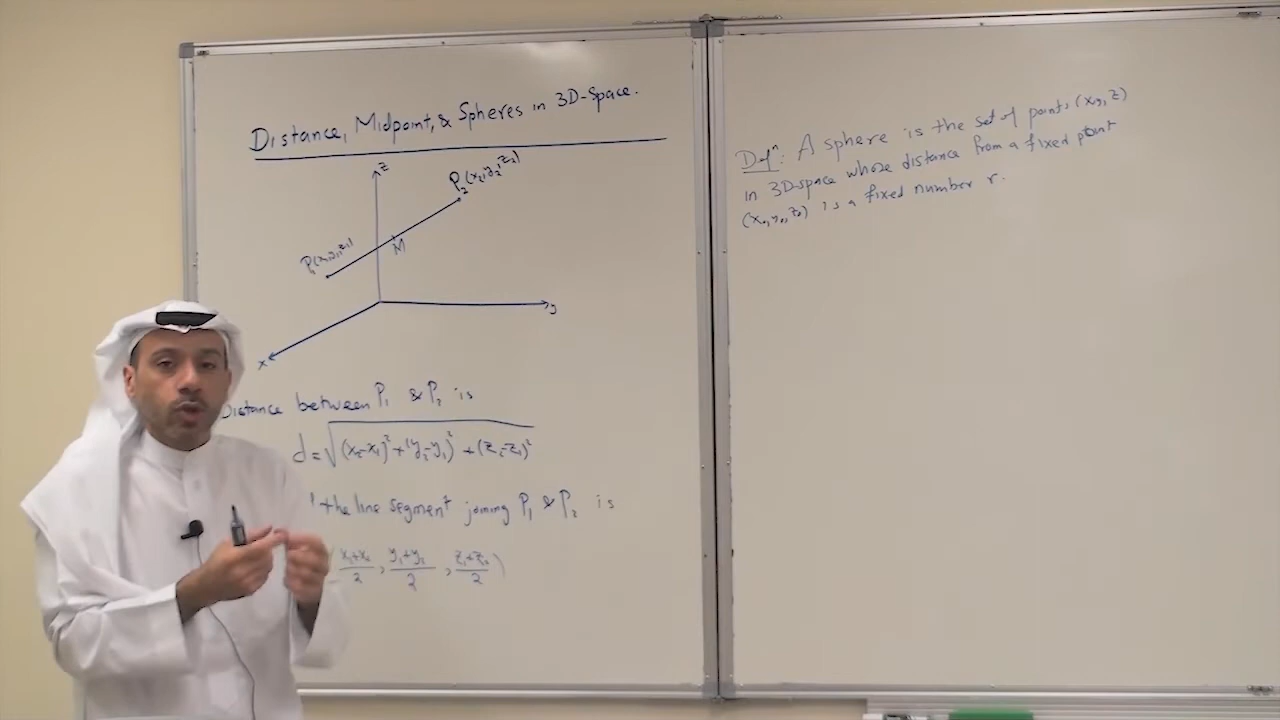 Distance, Midpoint, & Spheres in 3D-Space.
z
P₂(x₂,y₂,z₂)
P₁(x₁,y₁,z₁)
M
y
x
Distance between P₁ & P₂ is
d = √(x₂-x₁)² + (y₂-y₁)² + (z₂-z₁)²
the line segment joining P₁ & P₂ is
(x₁+x₂/2, y₁+y₂/2, z₁+z₂/2)
Defⁿ: A sphere is the set of points (x,y,z)
in 3D-space whose distance from a fixed point
(x₀,y₀,z₀) is a fixed number r.